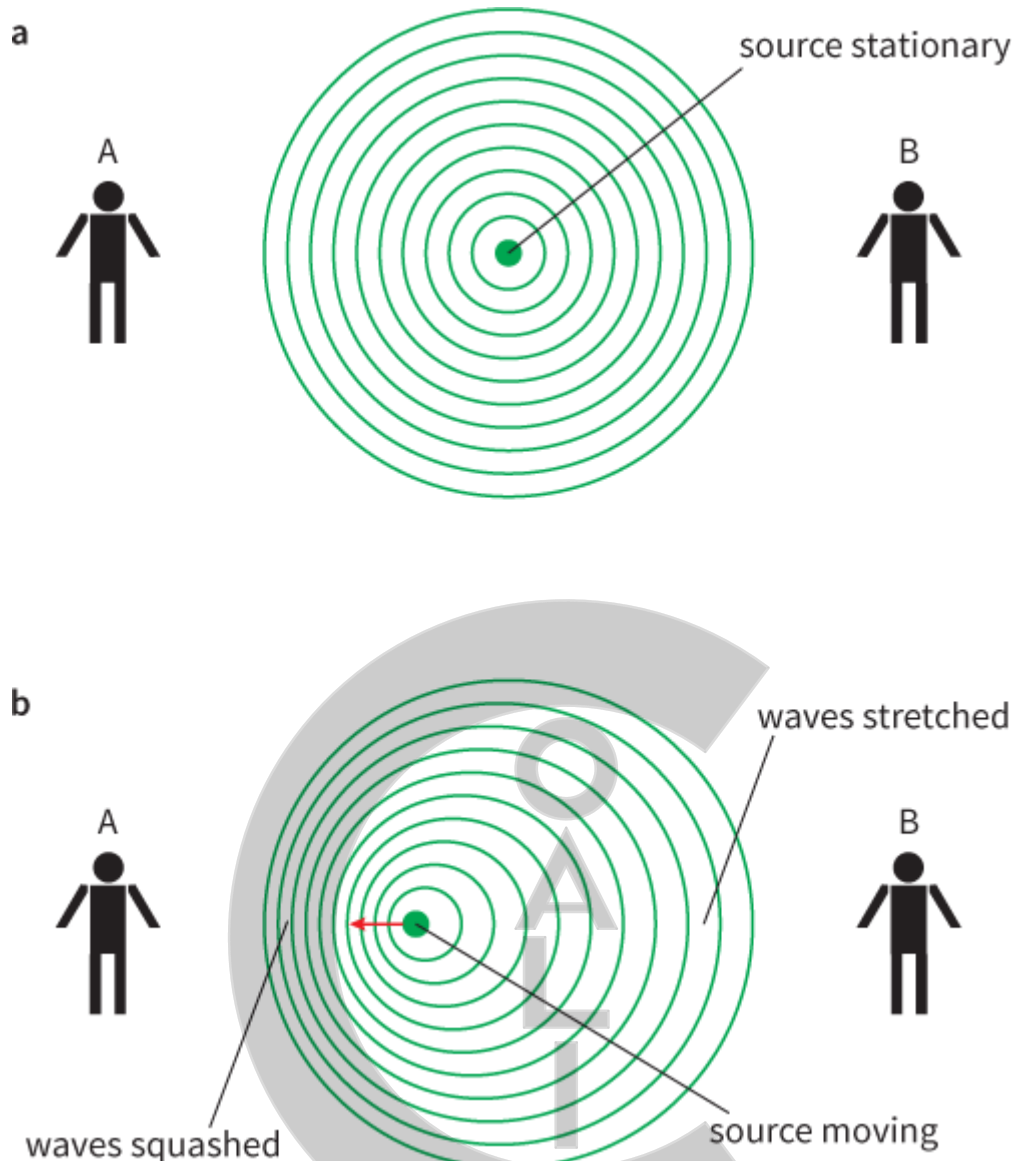 a
source stationary
A
B
b
waves stretched
A
B
O
A
L
I
waves squashed
source moving